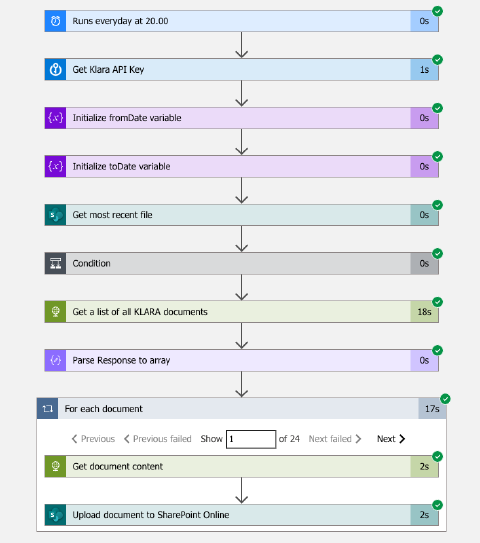 Runs everyday at 20.00 0s
Get Klara API Key 1s
{x} Initialize fromDate variable 0s
{x} Initialize toDate variable 0s
S Get most recent file 0s
Condition 0s
Get a list of all KLARA documents 18s
Parse Response to array 0s
For each document 17s
Previous Previous failed Show 1 of 24 Next failed Next
Get document content 2s
S Upload document to SharePoint Online 2s